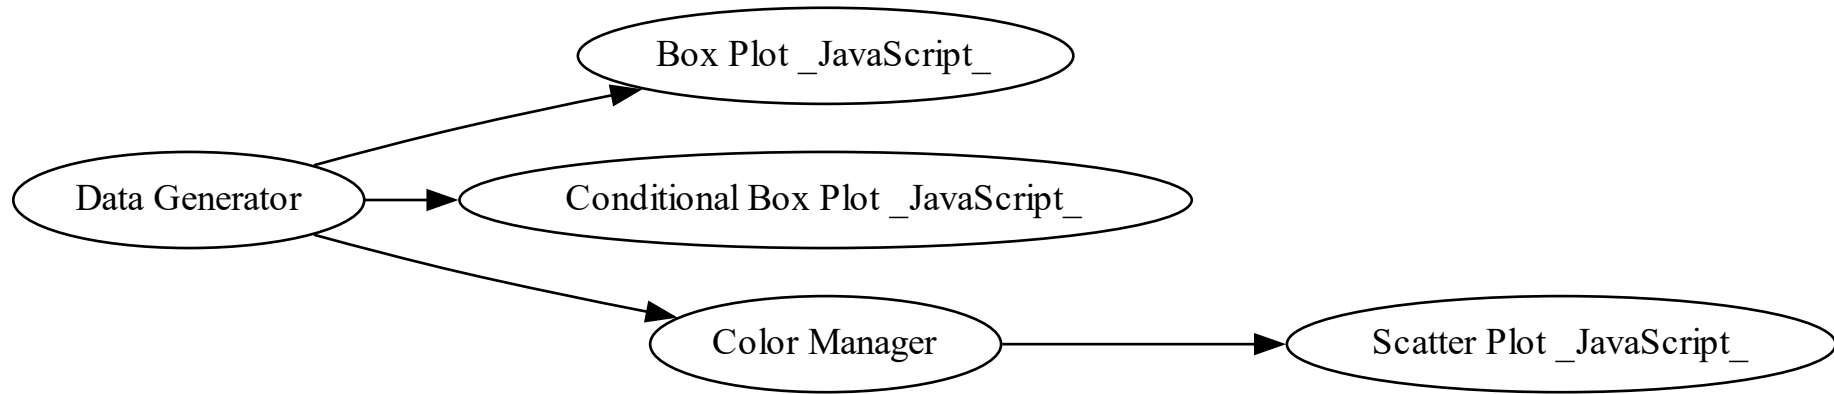 Box Plot _JavaScript_
Data Generator
Conditional Box Plot _JavaScript_
Color Manager
Scatter Plot _JavaScript_